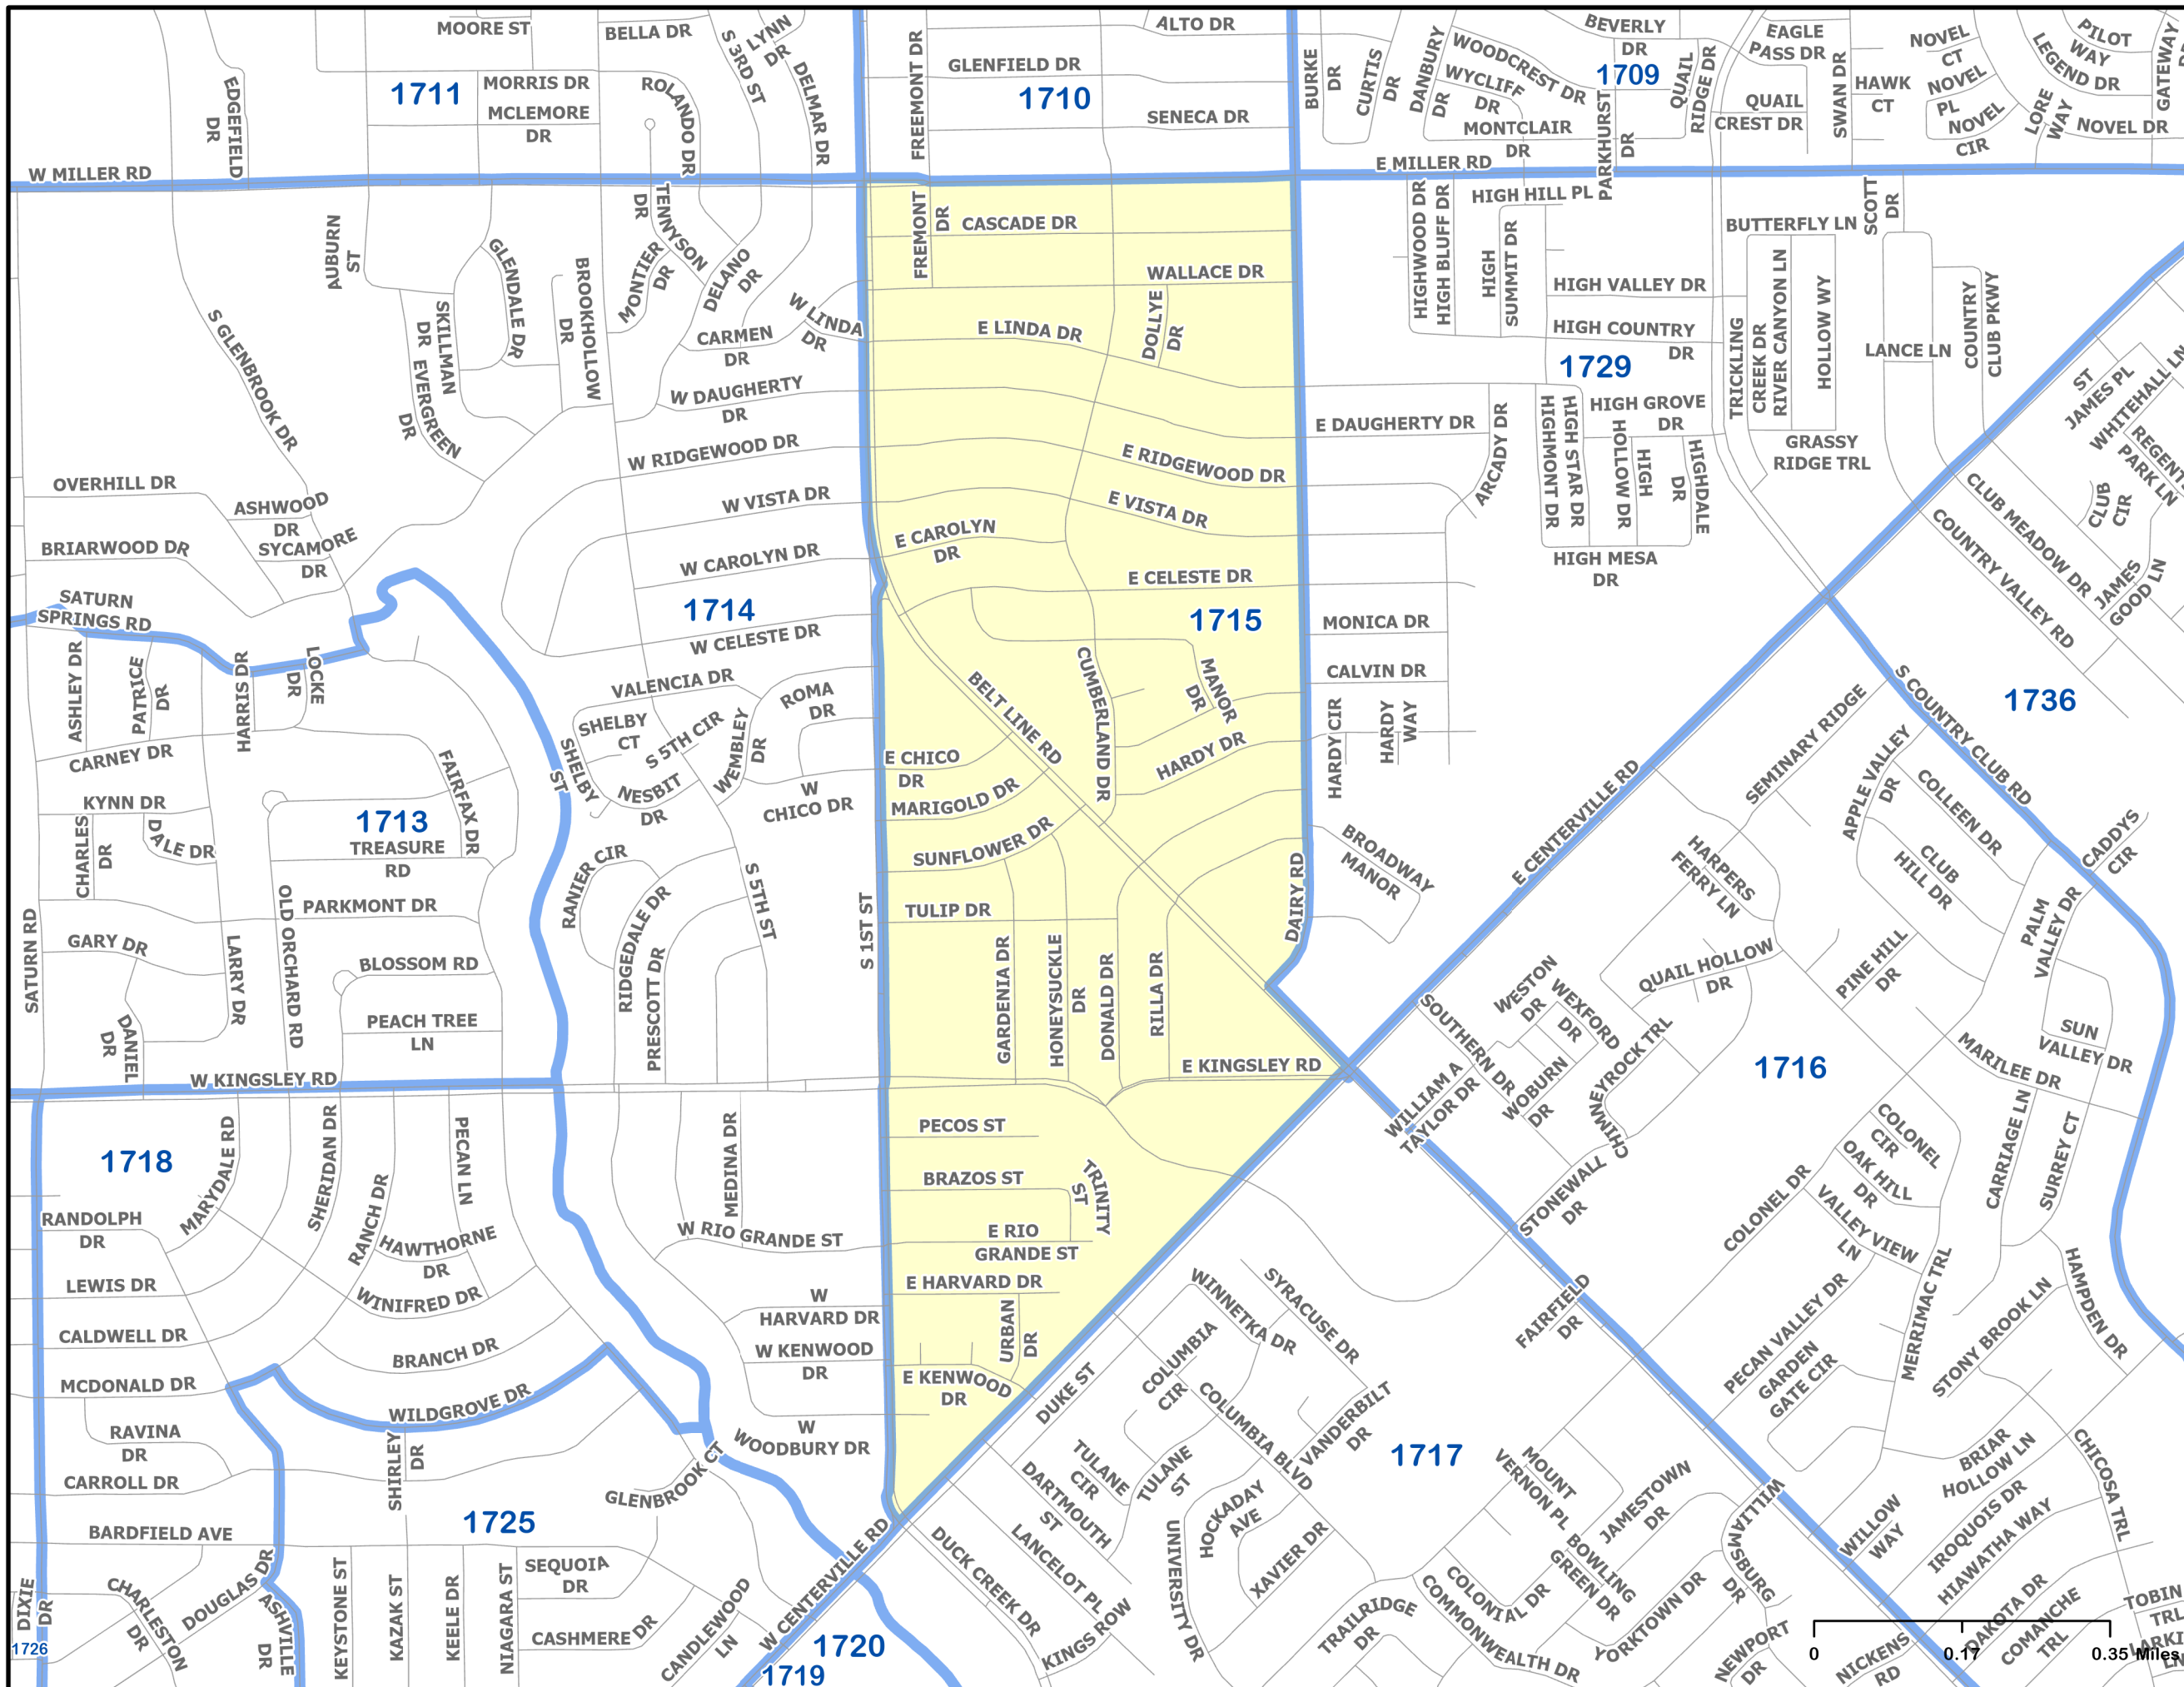 MOORE ST
BELLA DR
S 3RD ST
LYNN
DR
DELMAR DR
FREEMONT DR
ALTO DR
GLENFIELD DR
1710
SENECA DR
BURKE
DR
CURTIS
DR
DANBURY
DR
WOODCREST DR
WYCLIFF
DR
MONTCLAIR
DR
BEVERLY
DR
1709
PARKHURST
DR
QUAIL
RIDGE DR
EAGLE
PASS DR
QUAIL
CREST DR
SWAN DR
HAWK
CT
NOVEL
CT
NOVEL
PL
NOVEL
CIR
PILOT
WAY
LEGEND DR
LORE
WAY
NOVEL DR
GATEWAY
EDGEFIELD
DR
1711
MORRIS DR
MCLEMORE
DR
ROLANDO DR
W MILLER RD
E MILLER RD
AUBURN
ST
GLENDALE DR
SKILLMAN
DR
EVERGREEN
DR
BROOKHOLLOW
DR
TENNYSON
DR
MONTIER
DR
DELANO
DR
CARMEN
DR
W LINDA
DR
W DAUGHERTY
DR
W RIDGEWOOD DR
W VISTA DR
W CAROLYN DR
1714
W CELESTE DR
S GLENBROOK DR
OVERHILL DR
ASHWOOD
DR
BRIARWOOD DR
SYCAMORE
DR
SATURN
SPRINGS RD
FREMONT
DR
CASCADE DR
WALLACE DR
E LINDA DR
DOLLYE
DR
E RIDGEWOOD DR
E VISTA DR
E CAROLYN
DR
E CELESTE DR
1715
CUMBERLAND DR
MANOR
DR
BELT LINE RD
HARDY DR
E CHICO
DR
MARIGOLD DR
SUNFLOWER DR
TULIP DR
GARDENIA DR
HONEYSUCKLE
DR
DONALD DR
RILLA DR
DAIRY RD
E KINGSLEY RD
PECOS ST
BRAZOS ST
TRINITY
ST
E RIO
GRANDE ST
E HARVARD DR
URBAN
DR
E KENWOOD
DR
HIGHWOOD DR
HIGH BLUFF DR
HIGH HILL PL
HIGH
SUMMIT DR
HIGH VALLEY DR
HIGH COUNTRY
DR
1729
E DAUGHERTY DR
ARCADY DR
HIGHMONT DR
HIGH STAR DR
HIGH GROVE
DR
HOLLOW DR
HIGH
HIGHDALE
DR
HIGH MESA
DR
TRICKLING
CREEK DR
RIVER CANYON LN
HOLLOW WY
BUTTERFLY LN
SCOTT
DR
GRASSY
RIDGE TRL
LANCE LN
COUNTRY
CLUB PKWY
ST
JAMES PL
WHITEHALL LN
REGENT
PARK LN
CLUB
CIR
CLUB MEADOW DR
COUNTRY VALLEY RD
JAMES
GOOD LN
MONICA DR
CALVIN DR
HARDY CIR
HARDY
WAY
BROADWAY
MANOR
E CENTERVILLE RD
1736
S COUNTRY CLUB RD
SEMINARY RIDGE
APPLE VALLEY
DR
COLLEEN DR
CLUB
HILL DR
CADDYS
CIR
HARPERS
FERRY LN
PALM
VALLEY DR
PINE HILL
DR
QUAIL HOLLOW
DR
WESTON
DR
WEXFORD
DR
SOUTHERN DR
WOBURN
DR
CHIMNEYROCK TRL
WILLIAM A
TAYLOR DR
1716
SUN
VALLEY DR
MARILEE DR
CARRIAGE LN
SURREY CT
COLONEL
CIR
OAK HILL
DR
COLONEL DR
VALLEY VIEW
LN
STONEWALL
DR
FAIRFIELD
DR
MERRIMAC TRL
PECAN VALLEY DR
GARDEN
GATE CIR
STONY BROOK LN
HAMPDEN DR
BRIAR
HOLLOW LN
CHICOSA TRL
IROQUOIS DR
HIAWATHA WAY
WILLOW
WAY
DAKOTA DR
COMANCHE
TRL
TOBIN
TRL
NICKENS
RD
ASHLEY DR
PATRICE
DR
HARRIS DR
LOCKE
DR
CARNEY DR
KYNN DR
CHARLES
DR
DALE DR
1713
TREASURE
RD
FAIRFAX DR
PARKMONT DR
OLD ORCHARD RD
GARY DR
LARRY DR
BLOSSOM RD
PEACH TREE
LN
DANIEL
DR
SATURN RD
W KINGSLEY RD
VALENCIA DR
SHELBY
CT
SHELBY
ST
S 5TH CIR
NESBIT
DR
WEMBLEY
DR
ROMA
DR
W
CHICO DR
RANIER CIR
RIDGEDALE DR
PRESCOTT DR
S 5TH ST
S 1ST ST
1718
MARYDALE RD
SHERIDAN DR
RANCH DR
PECAN LN
HAWTHORNE
DR
WINIFRED DR
BRANCH DR
RANDOLPH
DR
LEWIS DR
CALDWELL DR
MCDONALD DR
RAVINA
DR
CARROLL DR
BARDFIELD AVE
WILDGROVE DR
SHIRLEY
DR
1725
GLENBROOK CT
MEDINA DR
W RIO GRANDE ST
W
HARVARD DR
W KENWOOD
DR
W
WOODBURY DR
DIXIE
DR
1726
CHARLESTON
DR
DOUGLAS DR
ASHVILLE
DR
KEYSTONE ST
KAZAK ST
KEELE DR
NIAGARA ST
SEQUOIA
DR
CASHMERE DR
CANDLEWOOD
LN
W CENTERVILLE RD
1720
1719
DUCK CREEK DR
KINGS ROW
LANCELOT PL
DARTMOUTH
ST
DUKE ST
TULANE
CIR
TULANE
ST
COLUMBIA
CIR
WINNETKA DR
SYRACUSE DR
COLUMBIA BLVD
VANDERBILT
DR
HOCKADAY
AVE
UNIVERSITY DR
XAVIER DR
1717
MOUNT
VERNON PL
JAMESTOWN
DR
BOWLING
GREEN DR
COLONIAL DR
COMMONWEALTH DR
TRAILRIDGE
DR
YORKTOWN DR
WILLIAMSBURG
DR
NEWPORT
DR
0
0.17
0.35 Miles